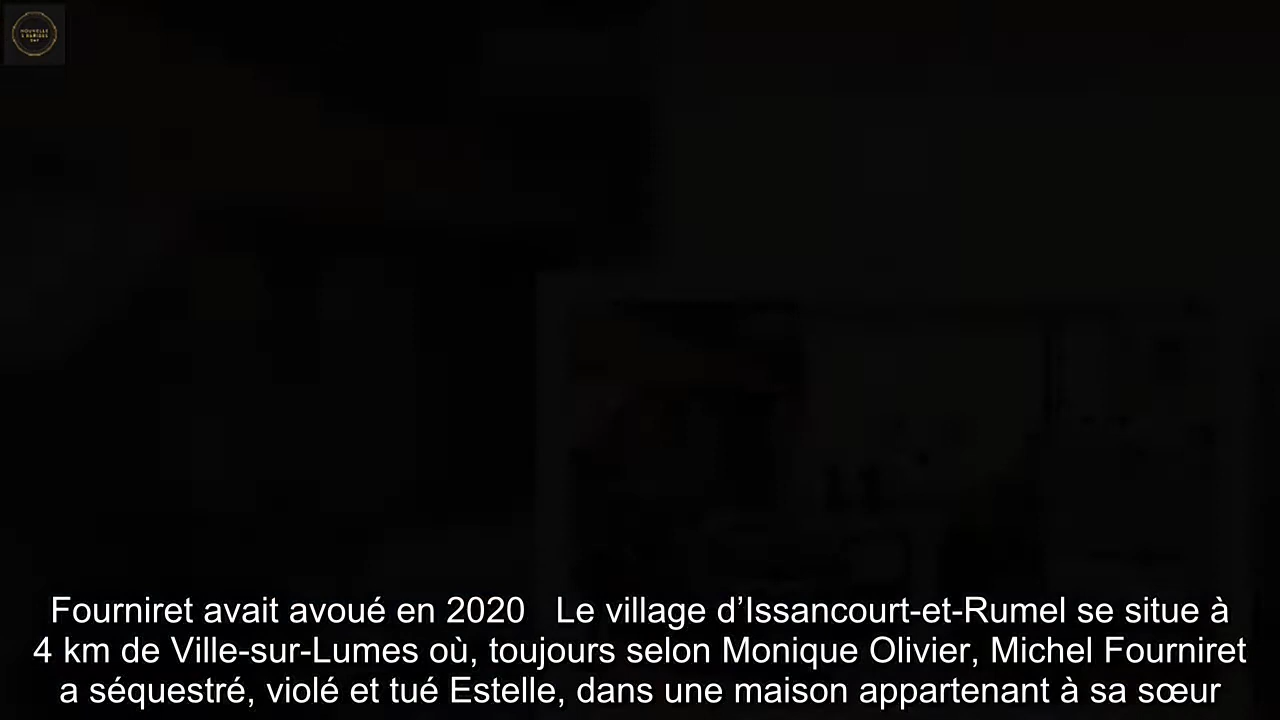 Fourniret avait avoué en 2020   Le village d’Issancourt-et-Rumel se situe à
4 km de Ville-sur-Lumes où, toujours selon Monique Olivier, Michel Fourniret
a séquestré, violé et tué Estelle, dans une maison appartenant à sa sœur